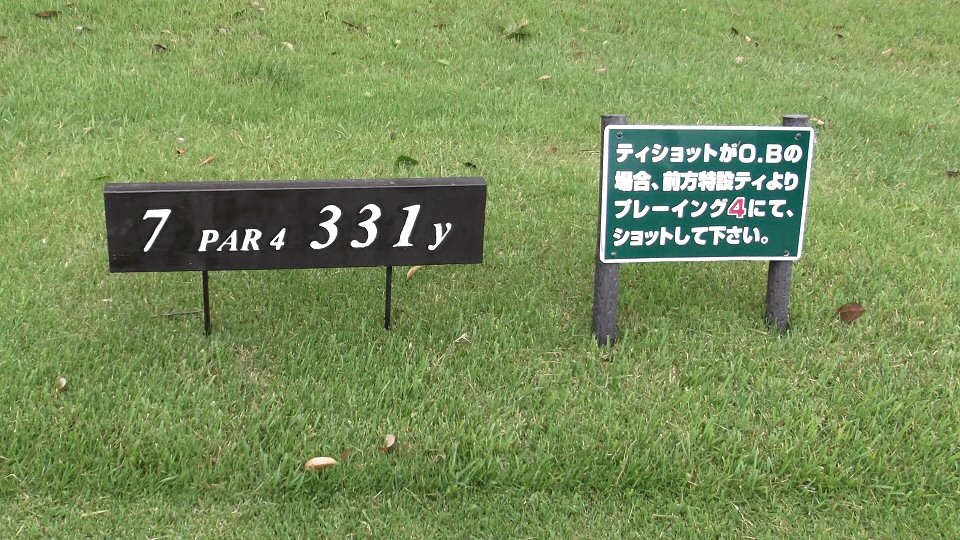 7 PAR 4 331y
ティショットがO.Bの
場合、前方特設ティより
プレーイング4にて、
ショットして下さい。